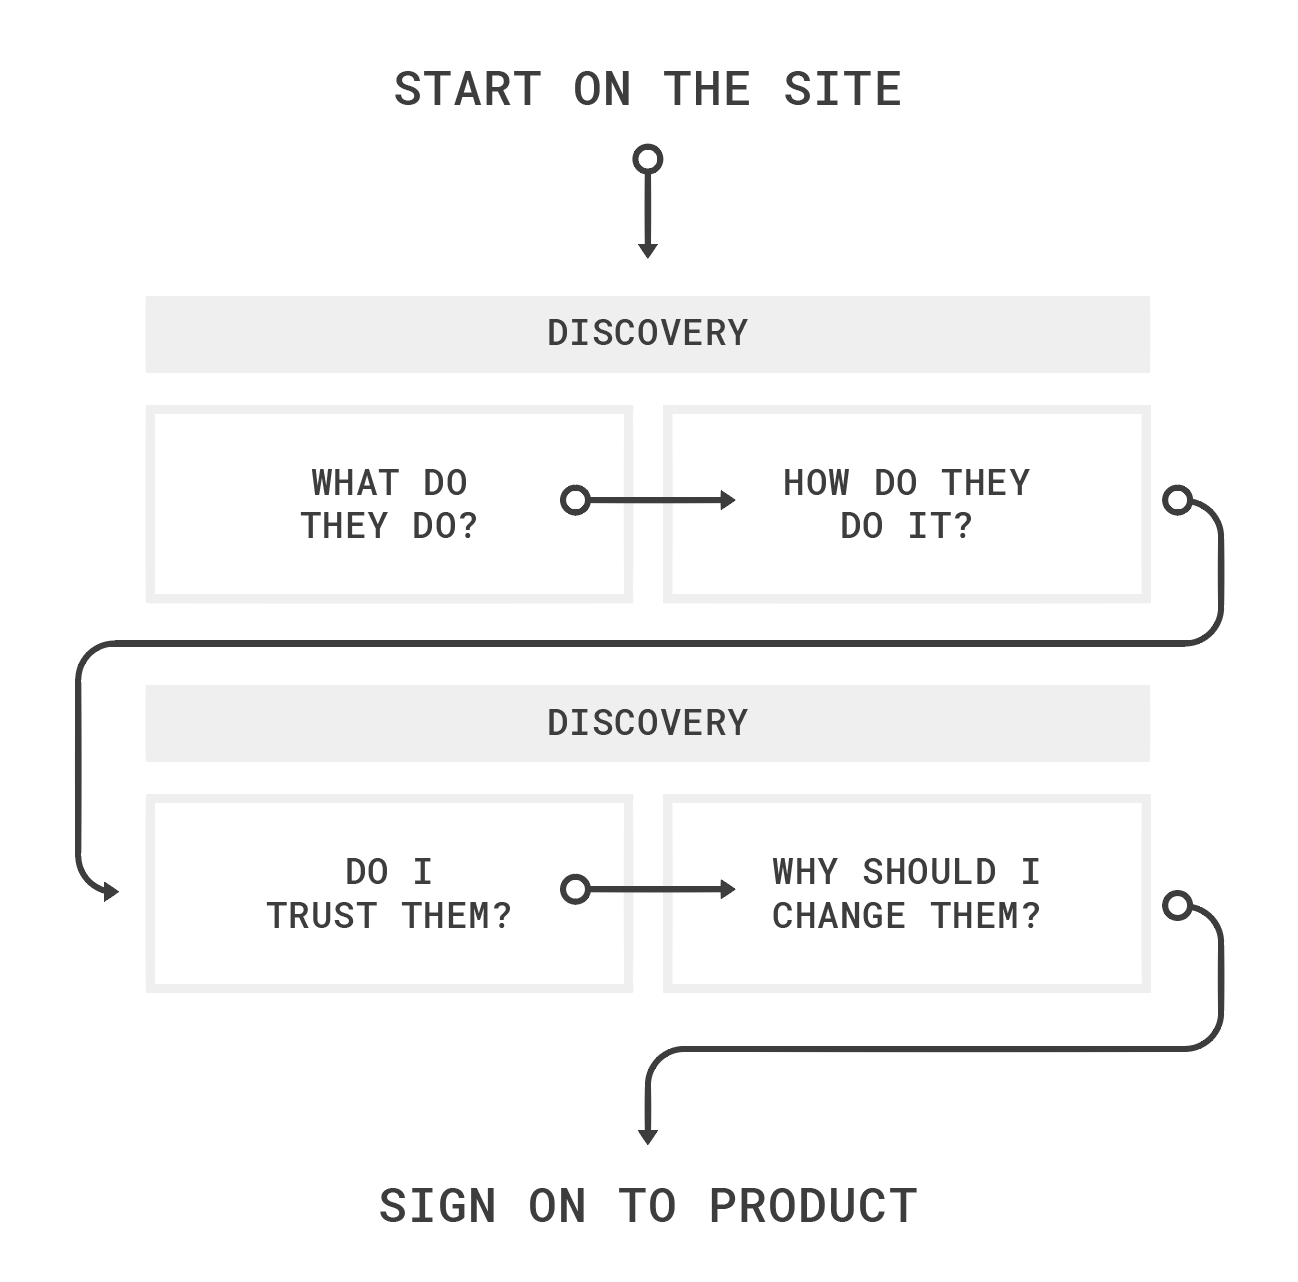 START ON THE SITE
DISCOVERY
WHAT DO
THEY DO?
HOW DO THEY
DO IT?
DISCOVERY
DO I
TRUST THEM?
WHY SHOULD I
CHANGE THEM?
SIGN ON TO PRODUCT